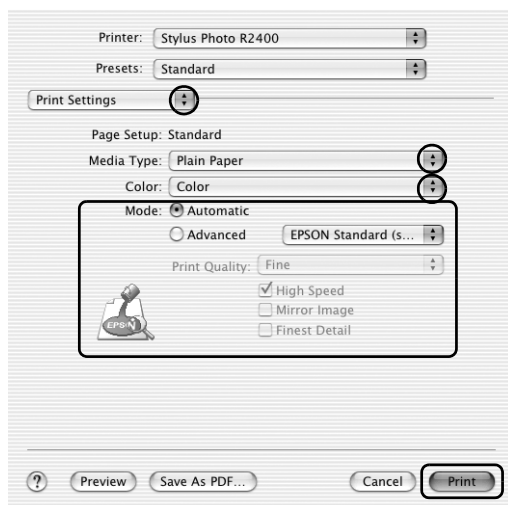 Printer: Stylus Photo R2400
Presets: Standard
Print Settings
Page Setup: Standard
Media Type: Plain Paper
Color: Color
Mode: Automatic
Advanced EPSON Standard (s...
Print Quality: Fine
High Speed
Mirror Image
Finest Detail
EPSON
? Preview Save As PDF... Cancel Print